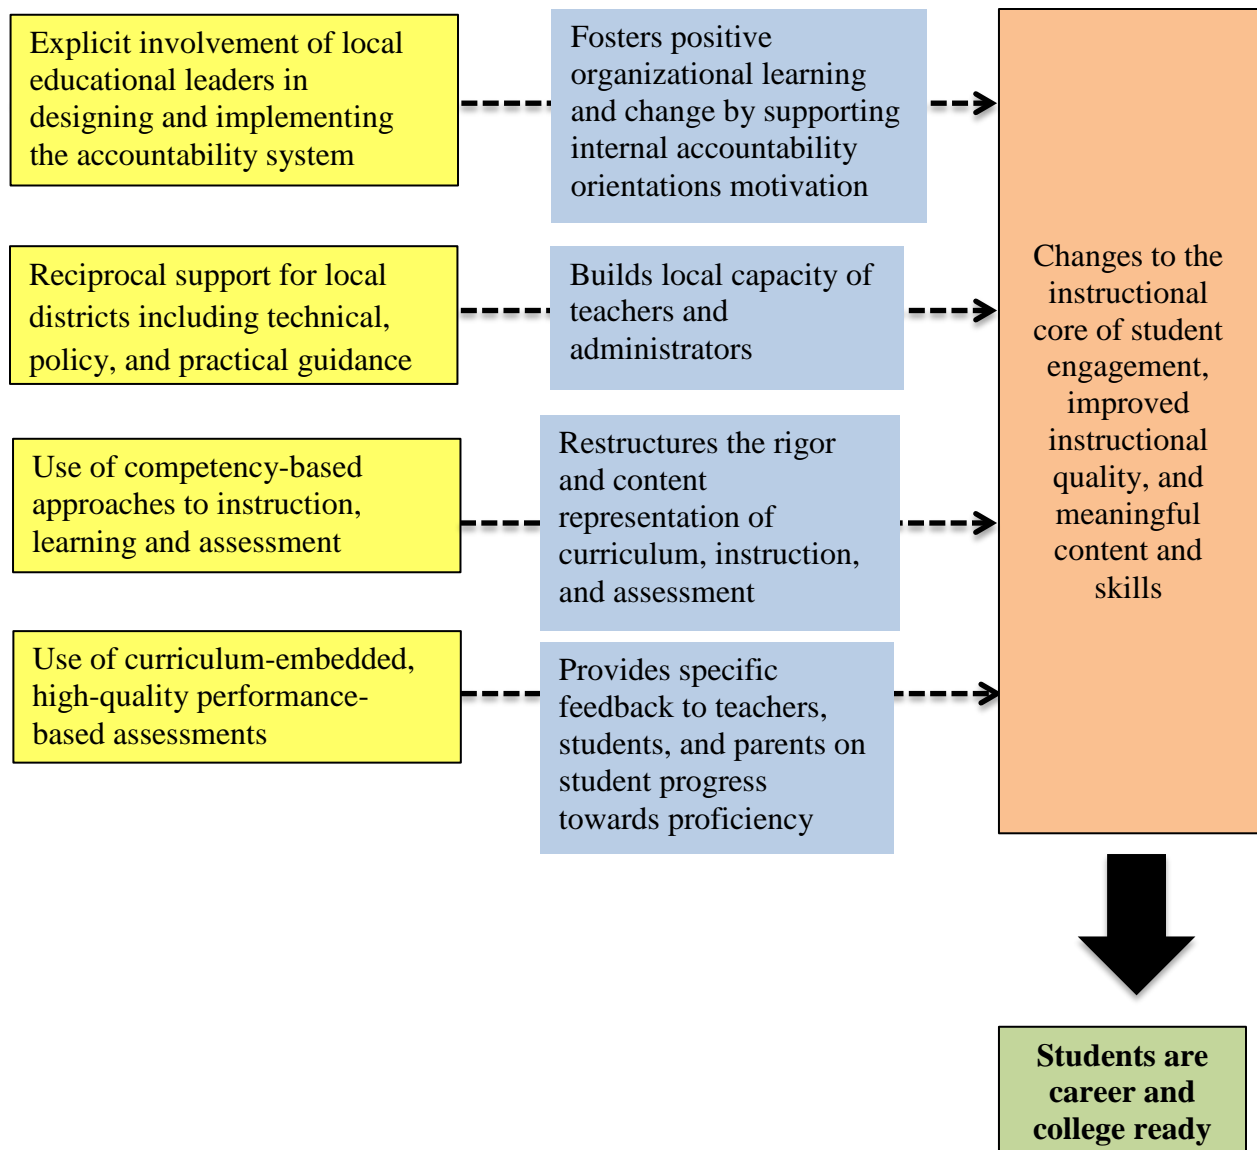 Explicit involvement of local
educational leaders in
designing and implementing
the accountability system
Fosters positive
organizational learning
and change by supporting
internal accountability
orientations motivation
Reciprocal support for local
districts including technical,
policy, and practical guidance
Builds local capacity of
teachers and
administrators
Use of competency-based
approaches to instruction,
learning and assessment
Restructures the rigor
and content
representation of
curriculum, instruction,
and assessment
Use of curriculum-embedded,
high-quality performance-
based assessments
Provides specific
feedback to teachers,
students, and parents on
student progress
towards proficiency
Changes to the
instructional
core of student
engagement,
improved
instructional
quality, and
meaningful
content and
skills
Students are
career and
college ready